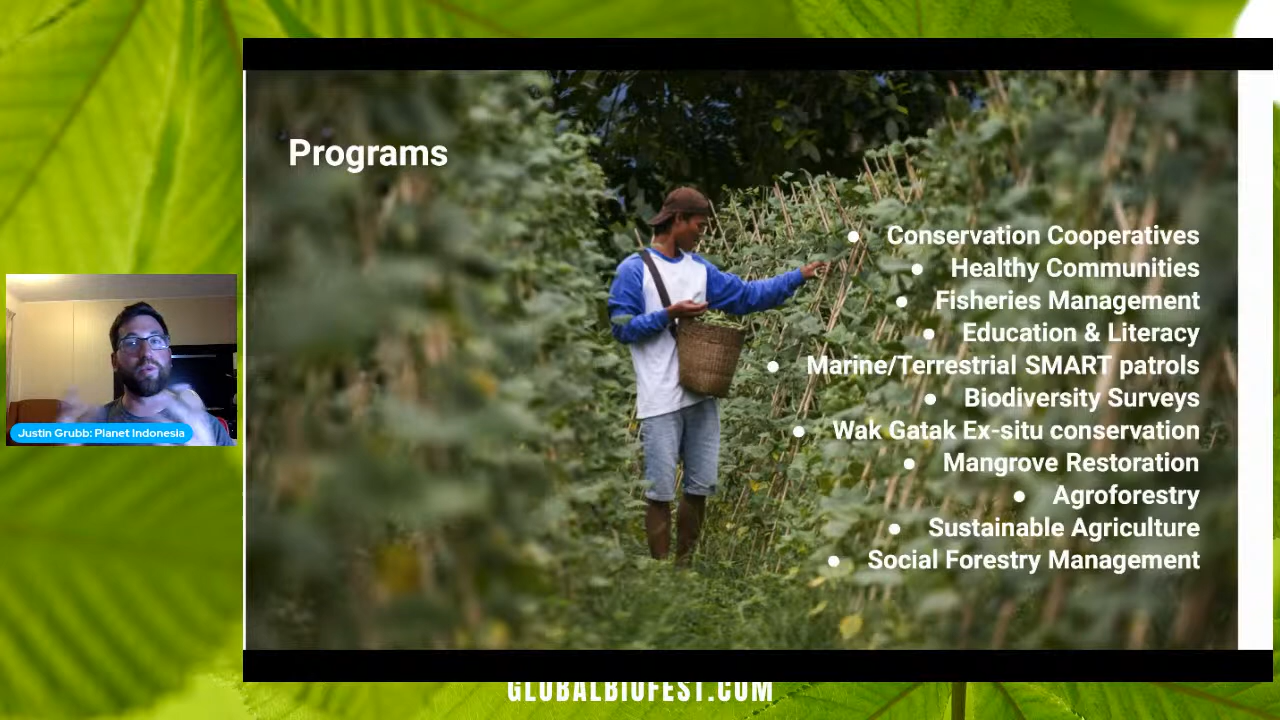 Programs
• Conservation Cooperatives
• Healthy Communities
• Fisheries Management
• Education & Literacy
• Marine/Terrestrial SMART patrols
• Biodiversity Surveys
• Wak Gatak Ex-situ conservation
• Mangrove Restoration
• Agroforestry
• Sustainable Agriculture
• Social Forestry Management
Justin Grubb: Planet Indonesia
GLOBALBIOFEST.COM